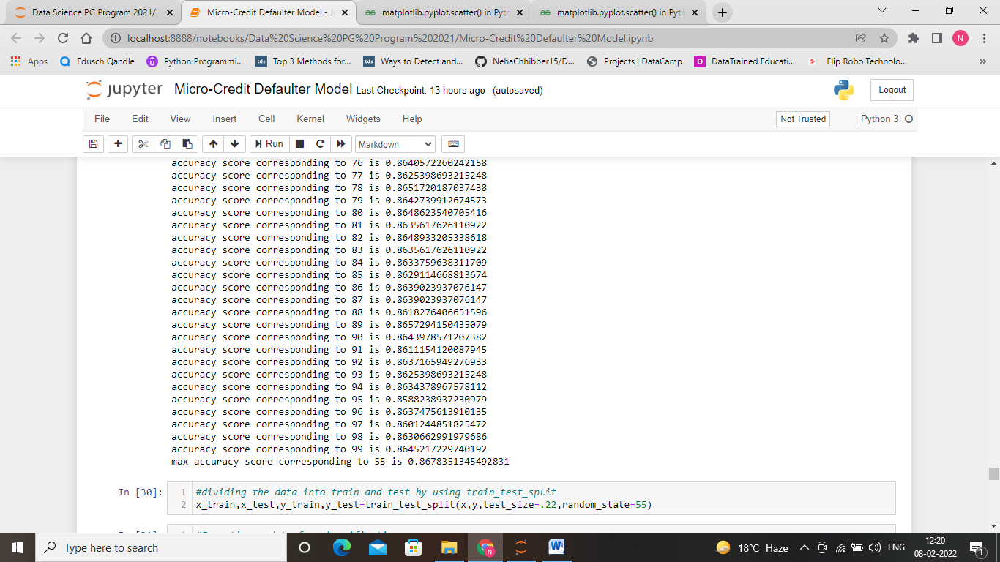 Data Science PG Program 2021/
Micro-Credit Defaulter Model - Ju
matplotlib.pyplot.scatter() in Pyth
matplotlib.pyplot.scatter() in Pyth
localhost:8888/notebooks/Data%20Science%20PG%20Program%202021/Micro-Credit%20Defaulter%20Model.ipynb
N
Apps
Edusch Qandle
Python Programmi...
tds Top 3 Methods for...
tds Ways to Detect and...
NehaChhibber15/D...
Projects | DataCamp
D DataTrained Educati...
Flip Robo Technolo...
»
jupyter Micro-Credit Defaulter Model Last Checkpoint: 13 hours ago (autosaved)
Logout
File Edit View Insert Cell Kernel Widgets Help
Not Trusted
Python 3
Run
Markdown
accuracy score corresponding to 76 is 0.8640572260242158
accuracy score corresponding to 77 is 0.8625398693215248
accuracy score corresponding to 78 is 0.8651720187037438
accuracy score corresponding to 79 is 0.8642739912674573
accuracy score corresponding to 80 is 0.8648623540705416
accuracy score corresponding to 81 is 0.8635617626110922
accuracy score corresponding to 82 is 0.8648933205338618
accuracy score corresponding to 83 is 0.8635617626110922
accuracy score corresponding to 84 is 0.8633759638311709
accuracy score corresponding to 85 is 0.8629114668813674
accuracy score corresponding to 86 is 0.8639023937076147
accuracy score corresponding to 87 is 0.8639023937076147
accuracy score corresponding to 88 is 0.8618276406651596
accuracy score corresponding to 89 is 0.8657294150435079
accuracy score corresponding to 90 is 0.8643978571207382
accuracy score corresponding to 91 is 0.8611154120087945
accuracy score corresponding to 92 is 0.8637165949276933
accuracy score corresponding to 93 is 0.8625398693215248
accuracy score corresponding to 94 is 0.8634378967578112
accuracy score corresponding to 95 is 0.8588238937230979
accuracy score corresponding to 96 is 0.8637475613910135
accuracy score corresponding to 97 is 0.8601244851825472
accuracy score corresponding to 98 is 0.8630662991979686
accuracy score corresponding to 99 is 0.8645217229740192
max accuracy score corresponding to 55 is 0.8678351345492831
In [30]:
1 #dividing the data into train and test by using train_test_split
2 x_train,x_test,y_train,y_test=train_test_split(x,y,test_size=.22,random_state=55)
Type here to search
18°C Haze
ENG
12:20
08-02-2022
1